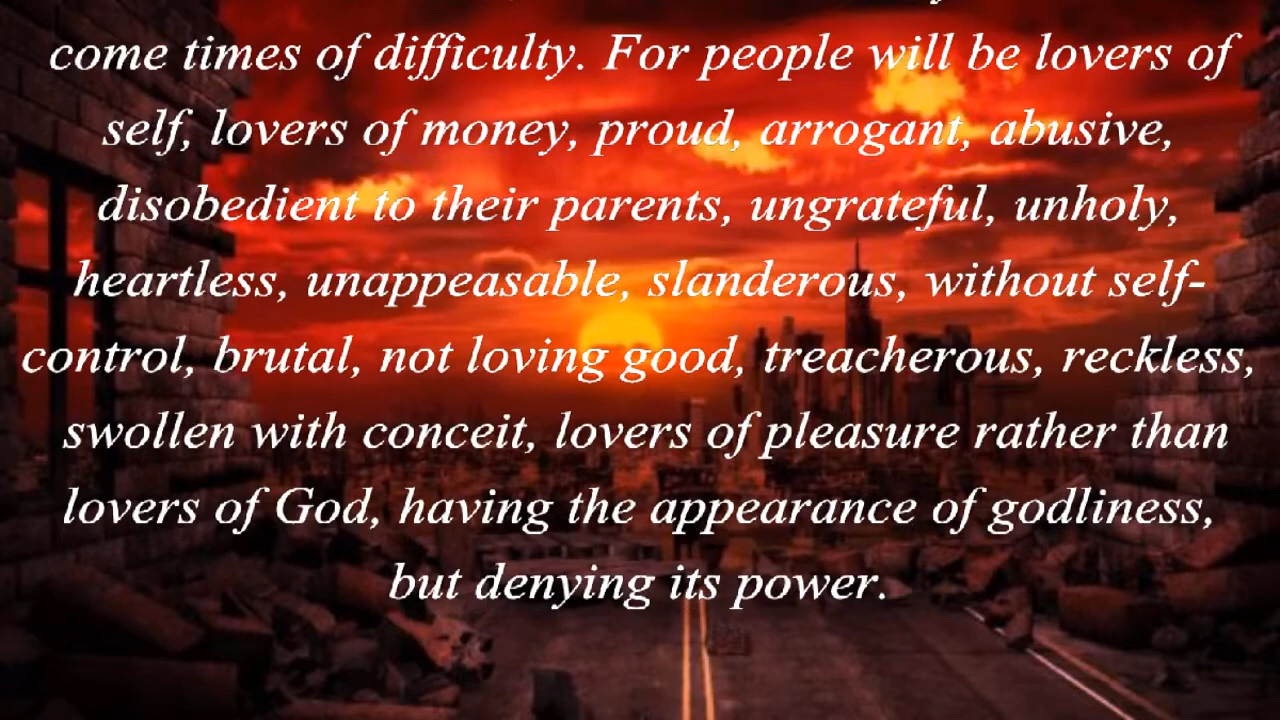 come times of difficulty. For people will be lovers of
self, lovers of money, proud, arrogant, abusive,
disobedient to their parents, ungrateful, unholy,
heartless, unappeasable, slanderous, without self-
control, brutal, not loving good, treacherous, reckless,
swollen with conceit, lovers of pleasure rather than
lovers of God, having the appearance of godliness,
but denying its power.